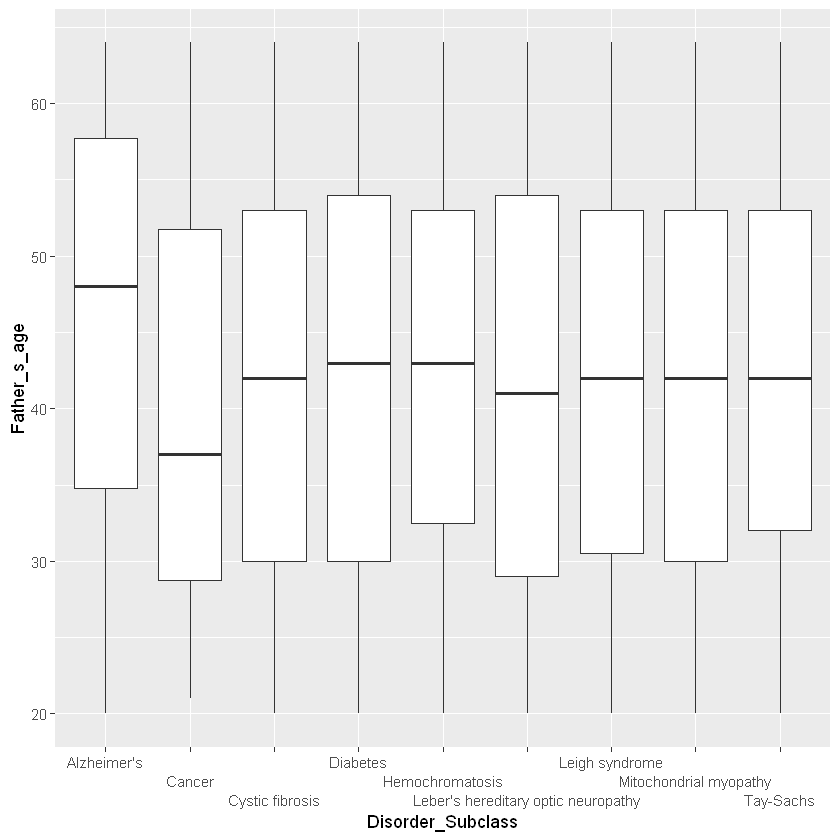 60
50
Father_s_age
40
30
20
Alzheimer's Diabetes Leigh syndrome
Cancer Hemochromatosis Mitochondrial myopathy
Cystic fibrosis Leber's hereditary optic neuropathy Tay-Sachs
Disorder_Subclass